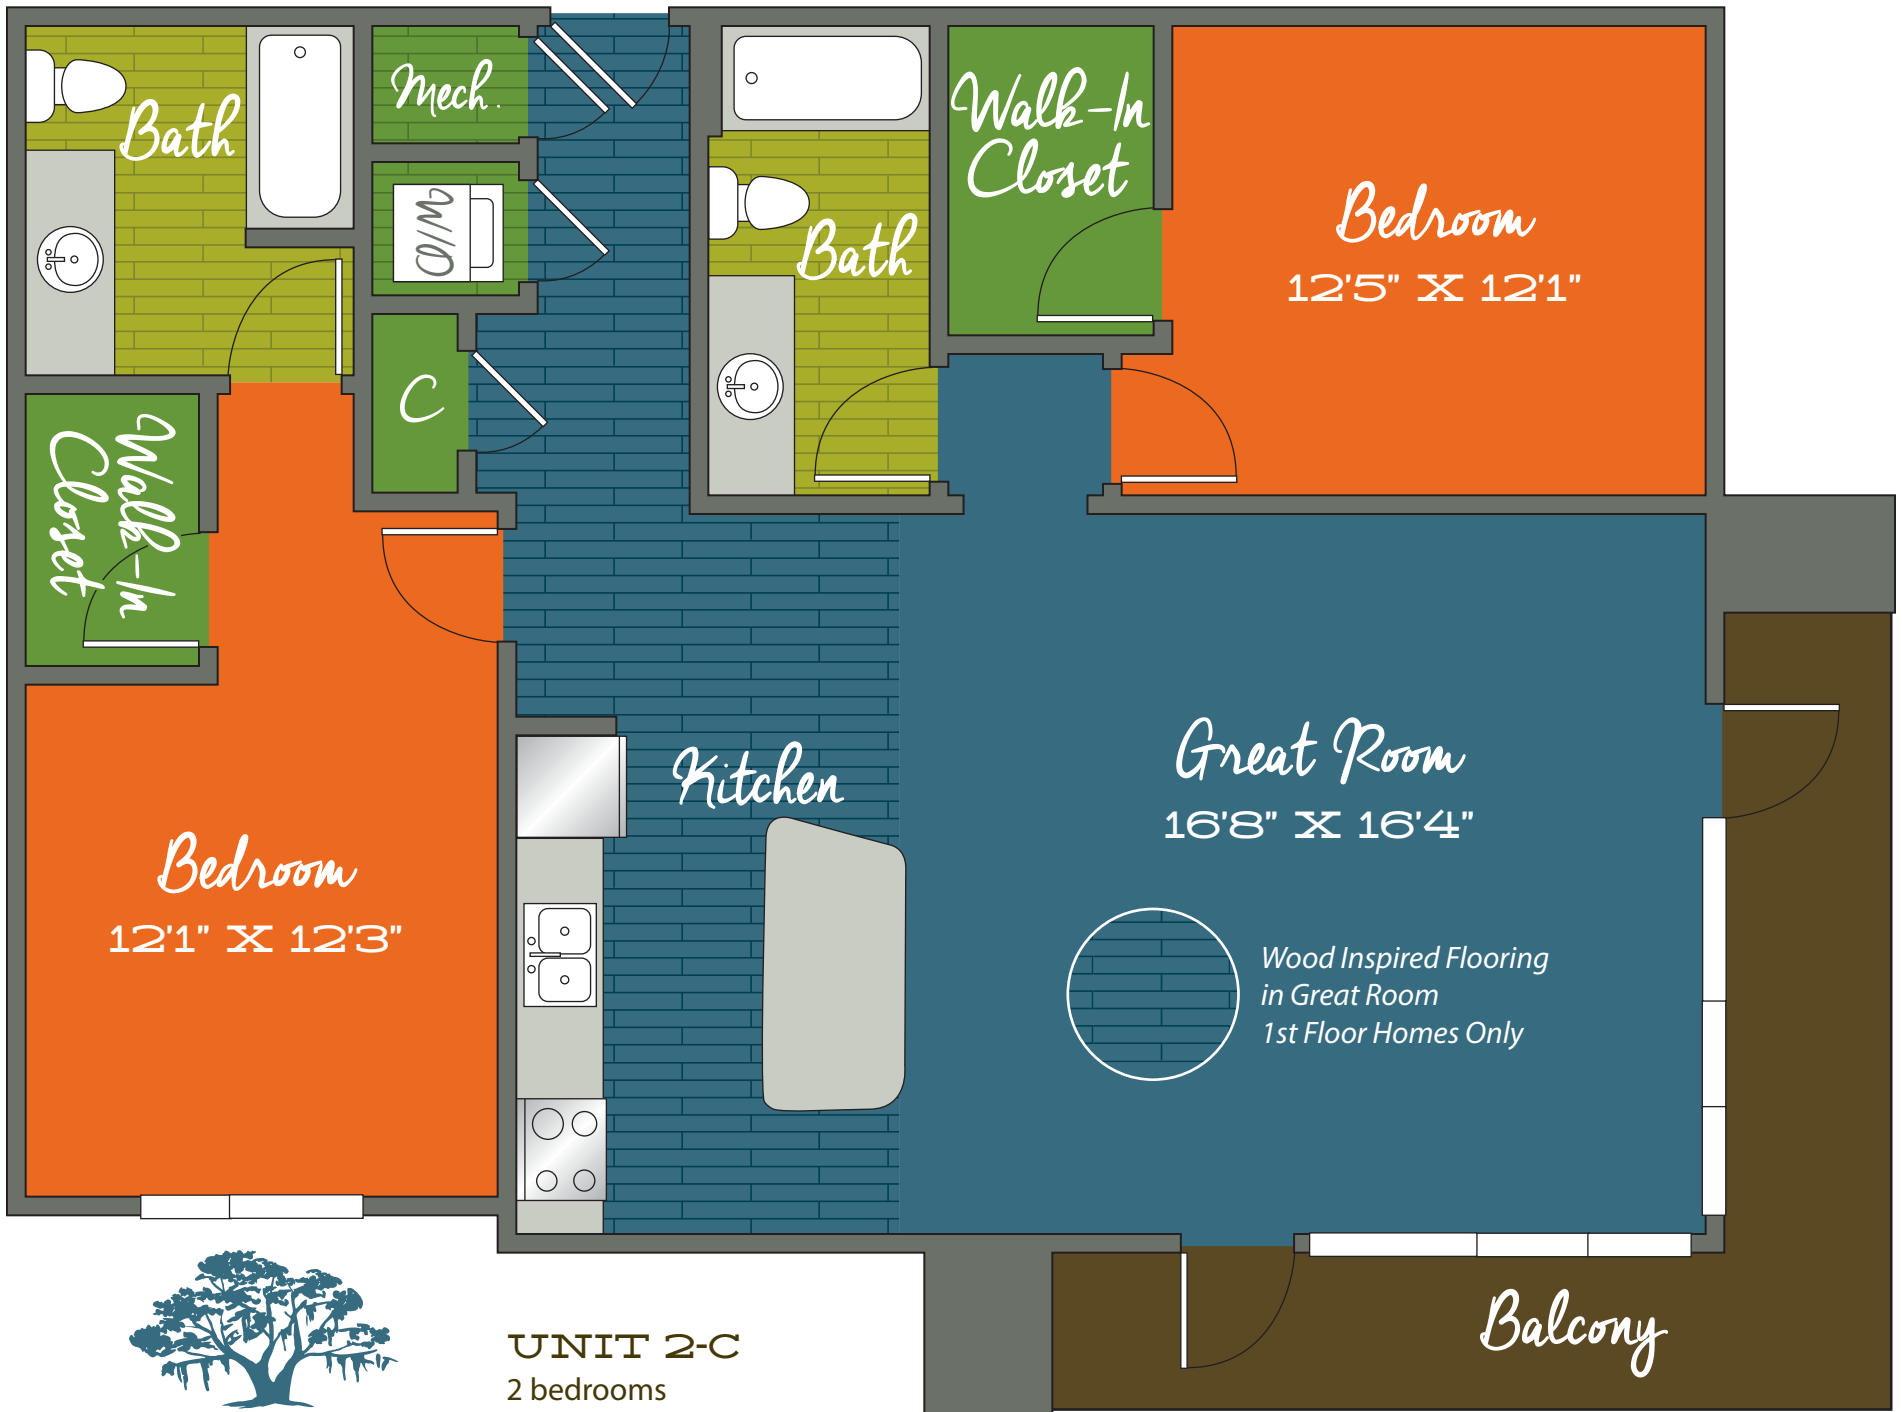 Mech.
Bath
Walk-In
Closet
Bedroom
12'5" X 12'1"
W/D
Bath
C
Walk-In
Closet
Kitchen
Great Room
16'8" X 16'4"
Bedroom
12'1" X 12'3"
Wood Inspired Flooring
in Great Room
1st Floor Homes Only
Balcony
UNIT 2-C
2 bedrooms